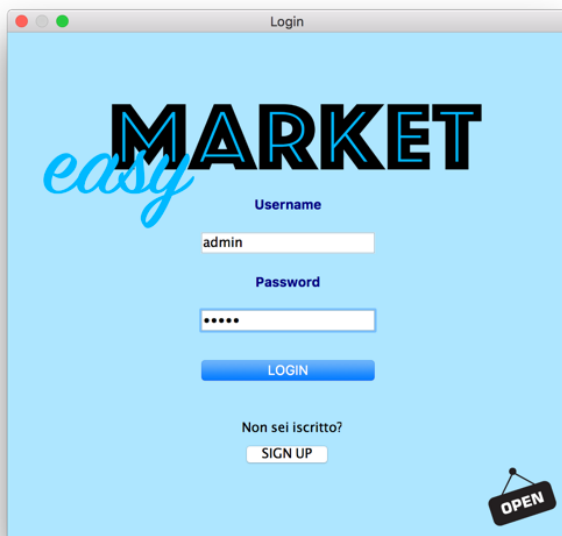 Login
MARKET
easy
Username
admin
Password
•••••
LOGIN
Non sei iscritto?
SIGN UP
OPEN